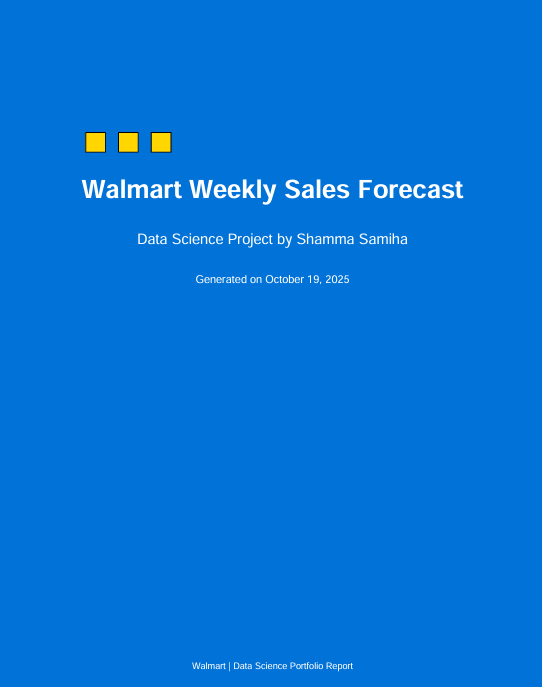 Walmart Weekly Sales Forecast
Data Science Project by Shamma Samiha
Generated on October 19, 2025
Walmart | Data Science Portfolio Report